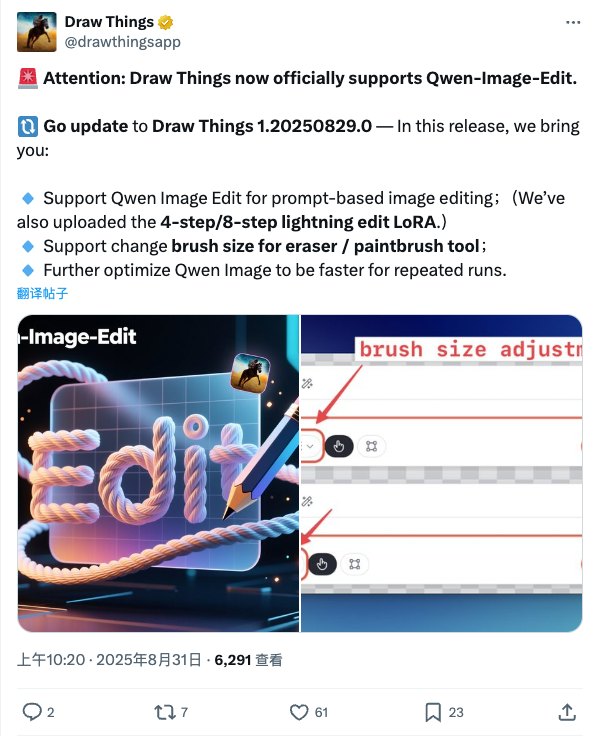 Draw Things
@drawthingsapp
🚨 Attention: Draw Things now officially supports Qwen-Image-Edit.
🔃 Go update to Draw Things 1.20250829.0 — In this release, we bring
you:
🔹 Support Qwen Image Edit for prompt-based image editing；（We’ve
also uploaded the 4-step/8-step lightning edit LoRA.）
🔹 Support change brush size for eraser / paintbrush tool；
🔹 Further optimize Qwen Image to be faster for repeated runs.
翻译帖子
-Image-Edit
Edit
brush size adjustm
上午10:20 · 2025年8月31日 · 6,291 查看
2
7
61
23